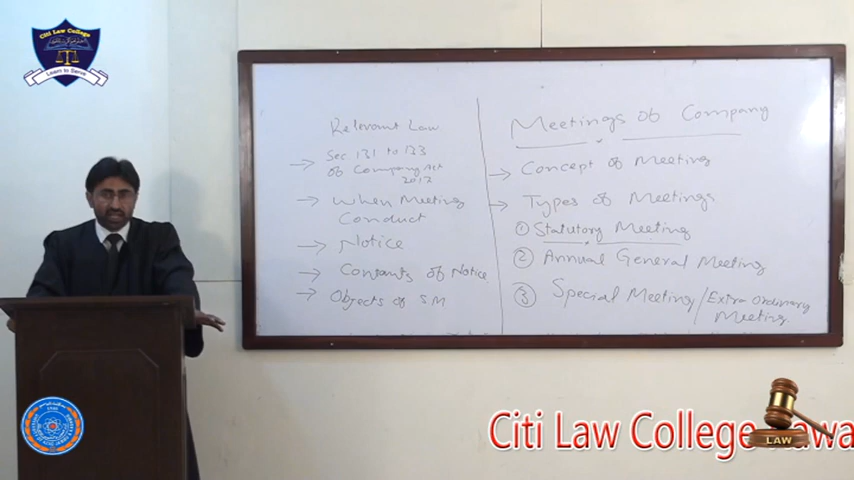 Citi Law College
Learn to Serve
Relevant Law
→ Sec 131 to 133
of Company Act
2017
→ When Meeting
Conduct
→ Notice
→ Contants of Notice
→ Objects of SM
Meetings of Company
→ Concept of Meeting
→ Types of Meetings
① Statutory Meeting
② Annual General Meeting
③ Special Meeting / Extra ordinary
Meeting.
Citi Law College
LAW